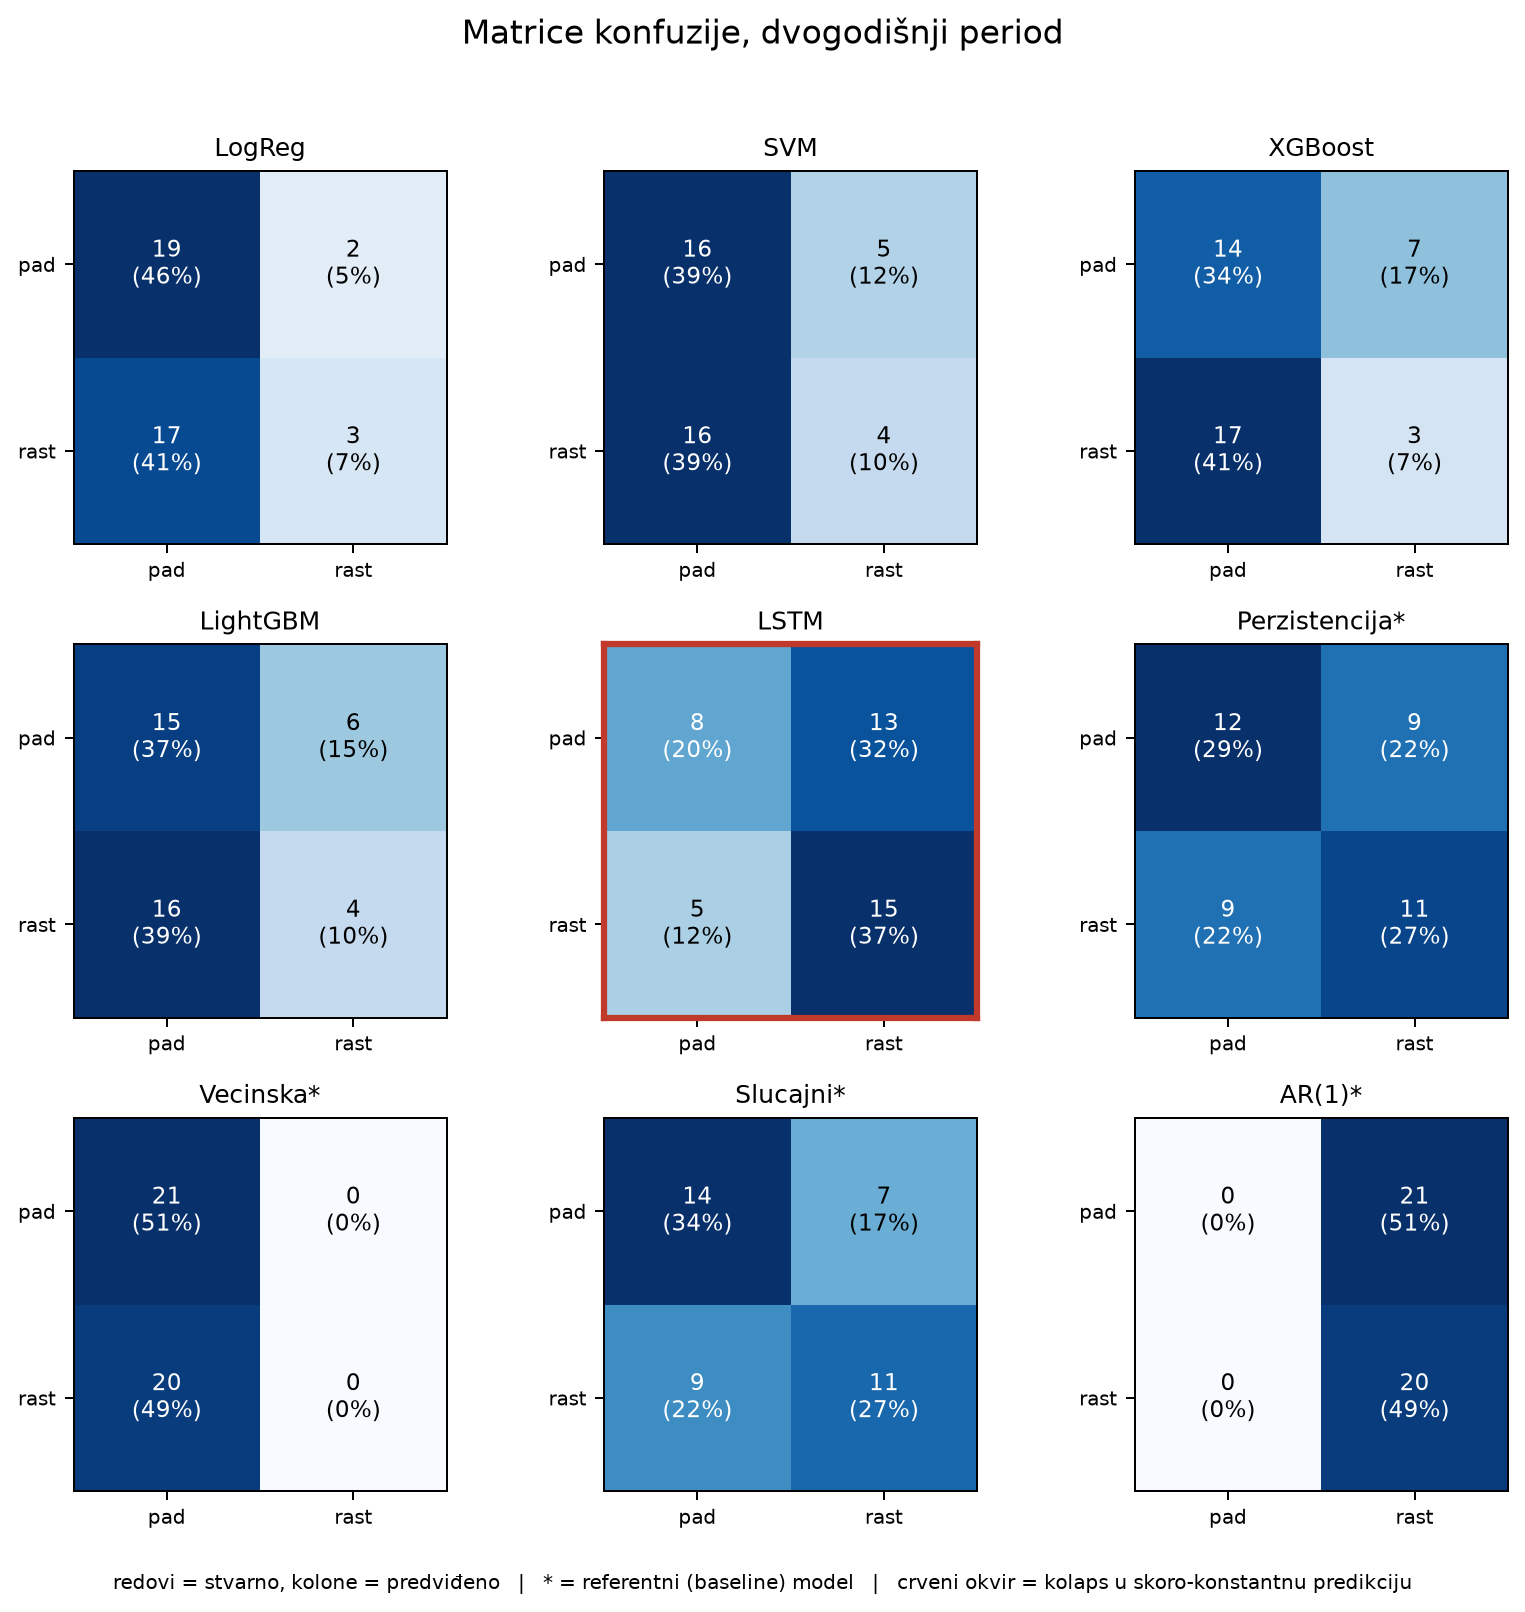 Matrice konfuzije, dvogodišnji period
LogReg
SVM
XGBoost
pad
19
(46%)
2
(5%)
rast
17
(41%)
3
(7%)
pad
rast
pad
16
(39%)
5
(12%)
rast
16
(39%)
4
(10%)
pad
rast
pad
14
(34%)
7
(17%)
rast
17
(41%)
3
(7%)
pad
rast
LightGBM
LSTM
Perzistencija*
pad
15
(37%)
6
(15%)
rast
16
(39%)
4
(10%)
pad
rast
pad
8
(20%)
13
(32%)
rast
5
(12%)
15
(37%)
pad
rast
pad
12
(29%)
9
(22%)
rast
9
(22%)
11
(27%)
pad
rast
Vecinska*
Slucajni*
AR(1)*
pad
21
(51%)
0
(0%)
rast
20
(49%)
0
(0%)
pad
rast
pad
14
(34%)
7
(17%)
rast
9
(22%)
11
(27%)
pad
rast
pad
0
(0%)
21
(51%)
rast
0
(0%)
20
(49%)
pad
rast
redovi = stvarno, kolone = predviđeno | * = referentni (baseline) model | crveni okvir = kolaps u skoro-konstantnu predikciju